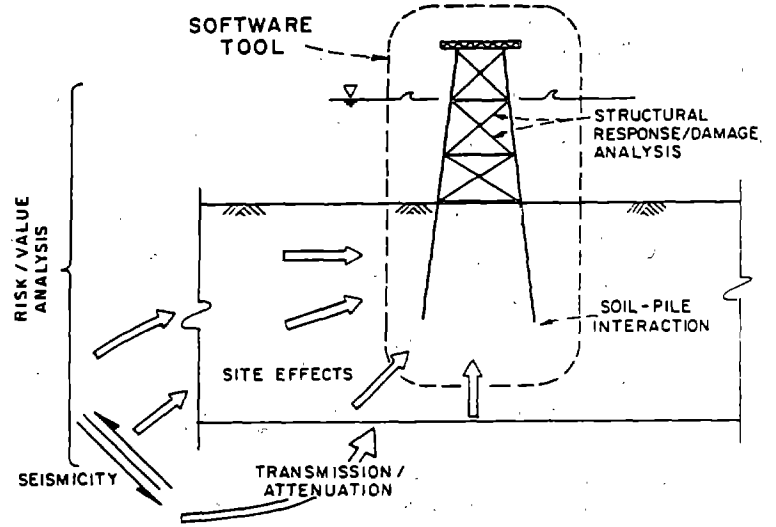 SOFTWARE
TOOL
STRUCTURAL
RESPONSE/DAMAGE
ANALYSIS
RISK/VALUE
ANALYSIS
SOIL-PILE
INTERACTION
SITE EFFECTS
SEISMICITY
TRANSMISSION/
ATTENUATION